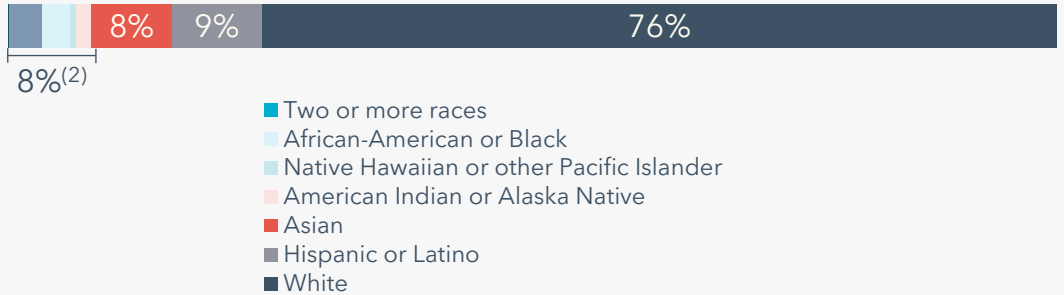 8% 9% 76%
8%(2)
Two or more races
African-American or Black
Native Hawaiian or other Pacific Islander
American Indian or Alaska Native
Asian
Hispanic or Latino
White